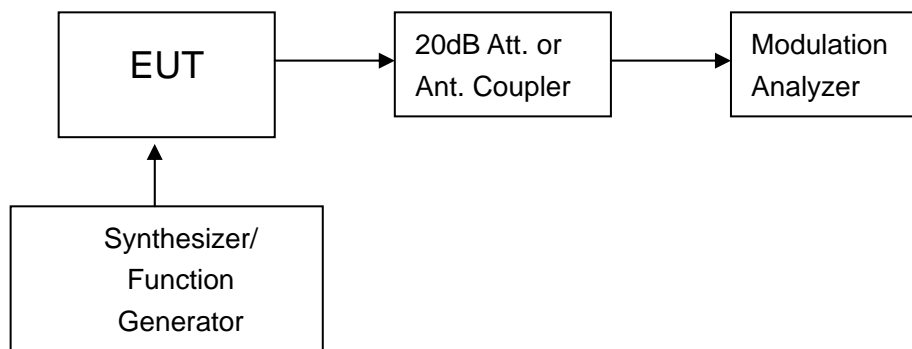 EUT
20dB Att. or
Ant. Coupler
Modulation
Analyzer
Synthesizer/
Function
Generator